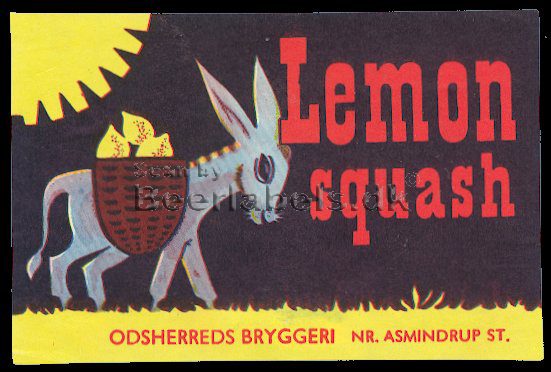 Lemon
squash
Scan by
Beerlabels.dk
ODSHERREDS BRYGGERI NR. ASMINDRUP ST.